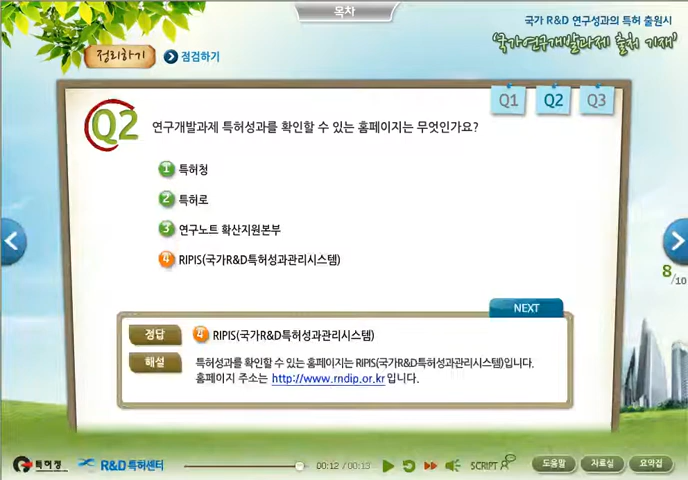 목차
국가 R&D 연구성과의 특허 출원시
'국가연구개발과제 출처 기재'
정리하기
점검하기
Q1
Q2
Q3
Q2
연구개발과제 특허성과를 확인할 수 있는 홈페이지는 무엇인가요?
1 특허청
2 특허로
3 연구노트 확산지원본부
4 RIPIS(국가R&D특허성과관리시스템)
8
/10
NEXT
정답
4 RIPIS(국가R&D특허성과관리시스템)
해설
특허성과를 확인할 수 있는 홈페이지는 RIPIS(국가R&D특허성과관리시스템)입니다.
홈페이지 주소는 http://www.rndip.or.kr 입니다.
특허청
R&D 특허센터
00:12 / 00:13
SCRIPT
도움말
자료실
요약집